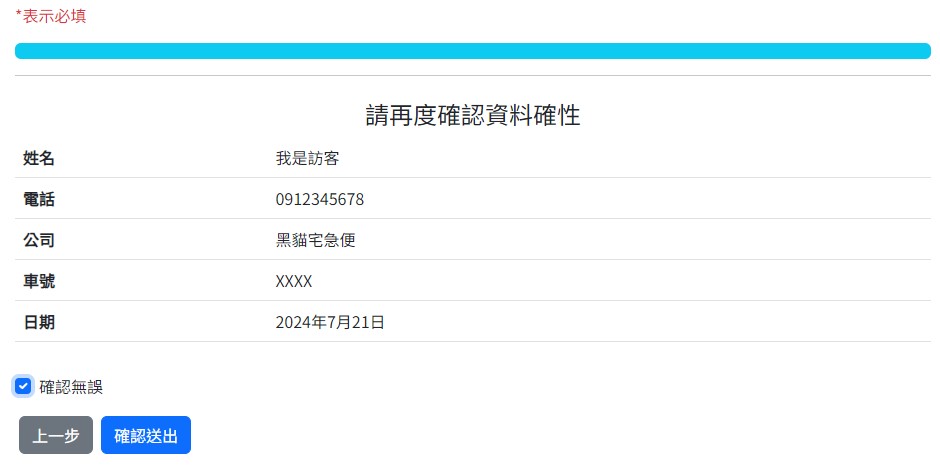 *表示必填
請再度確認資料確性
姓名 我是訪客
電話 0912345678
公司 黑貓宅急便
車號 XXXX
日期 2024年7月21日
確認無誤
上一步 確認送出